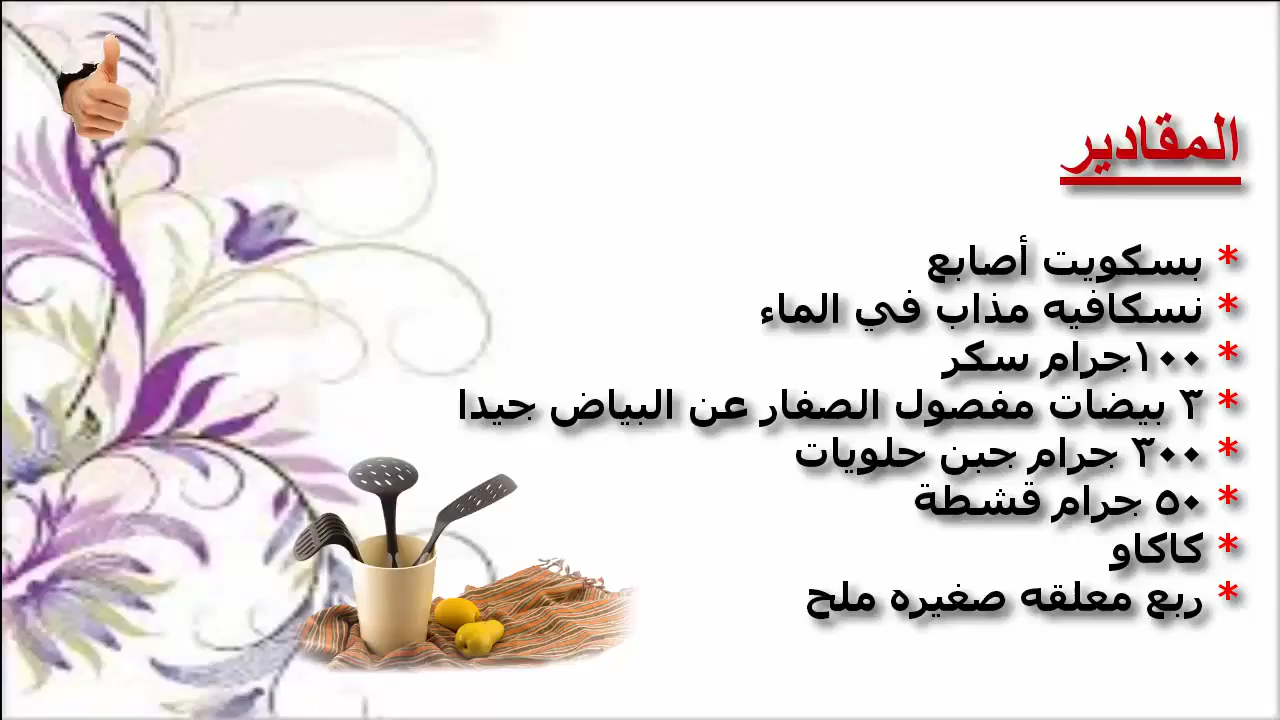 المقادير
* بسكويت أصابع
* نسكافيه مذاب في الماء
* ١٠٠جرام سكر
* ٣ بيضات مفصول الصفار عن البياض جيدا
* ٣٠٠ جرام جبن حلويات
* ٥٠ جرام قشطة
* كاكاو
* ربع معلقه صغيره ملح